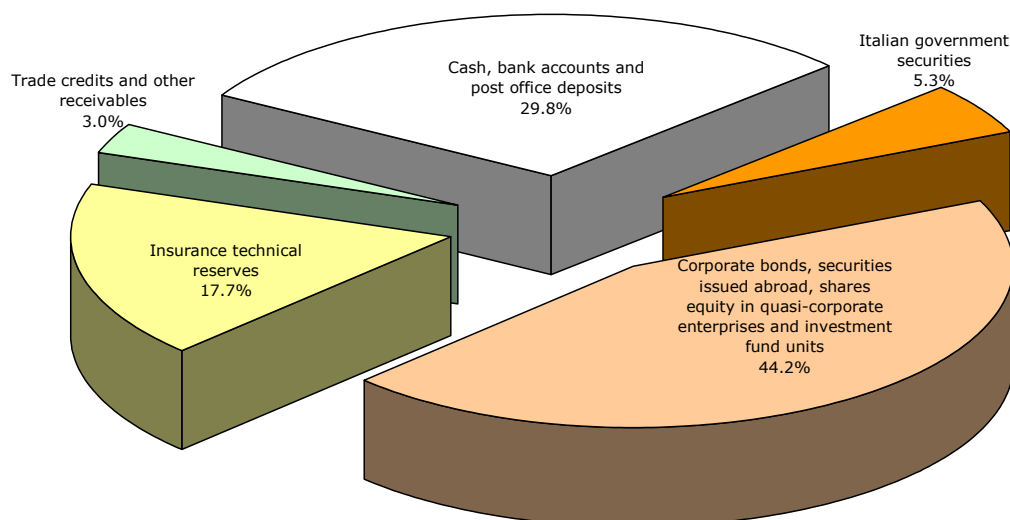 Cash, bank accounts and
post office deposits
29.8%
Italian government
securities
5.3%
Trade credits and other
receivables
3.0%
Insurance technical
reserves
17.7%
Corporate bonds, securities
issued abroad, shares
equity in quasi-corporate
enterprises and investment
fund units
44.2%